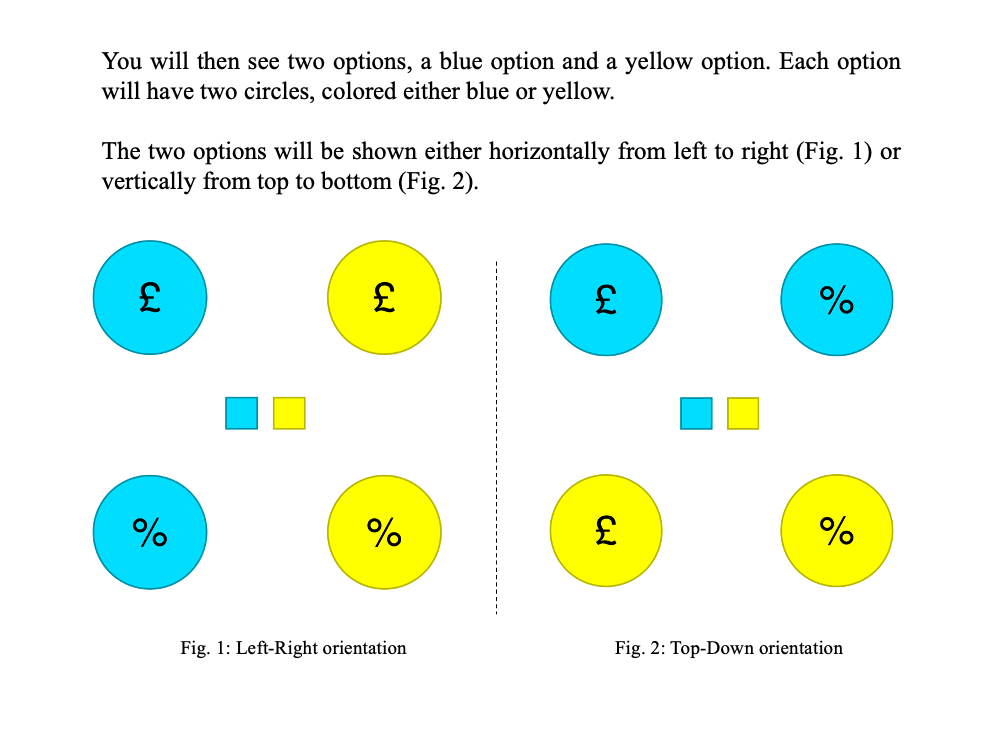 You will then see two options, a blue option and a yellow option. Each option
will have two circles, colored either blue or yellow.
The two options will be shown either horizontally from left to right (Fig. 1) or
vertically from top to bottom (Fig. 2).
£ £ £ %
% % £ %
Fig. 1: Left-Right orientation
Fig. 2: Top-Down orientation